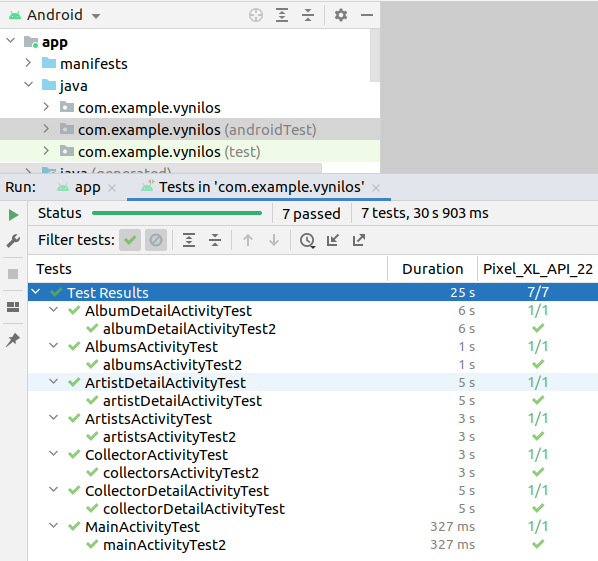 Android
app
manifests
java
com.example.vynilos
com.example.vynilos (androidTest)
com.example.vynilos (test)
java (generated)
Run: app Tests in 'com.example.vynilos'
Status 7 passed 7 tests, 30 s 903 ms
Filter tests:
Tests Duration Pixel_XL_API_22
Test Results 25 s 7/7
AlbumDetailActivityTest 6 s 1/1
albumDetailActivityTest2 6 s
AlbumsActivityTest 1 s 1/1
albumsActivityTest2 1 s
ArtistDetailActivityTest 5 s 1/1
artistDetailActivityTest 5 s
ArtistsActivityTest 3 s 1/1
artistsActivityTest2 3 s
CollectorActivityTest 3 s 1/1
collectorsActivityTest2 3 s
CollectorDetailActivityTest 5 s 1/1
collectorDetailActivityTest 5 s
MainActivityTest 327 ms 1/1
mainActivityTest2 327 ms